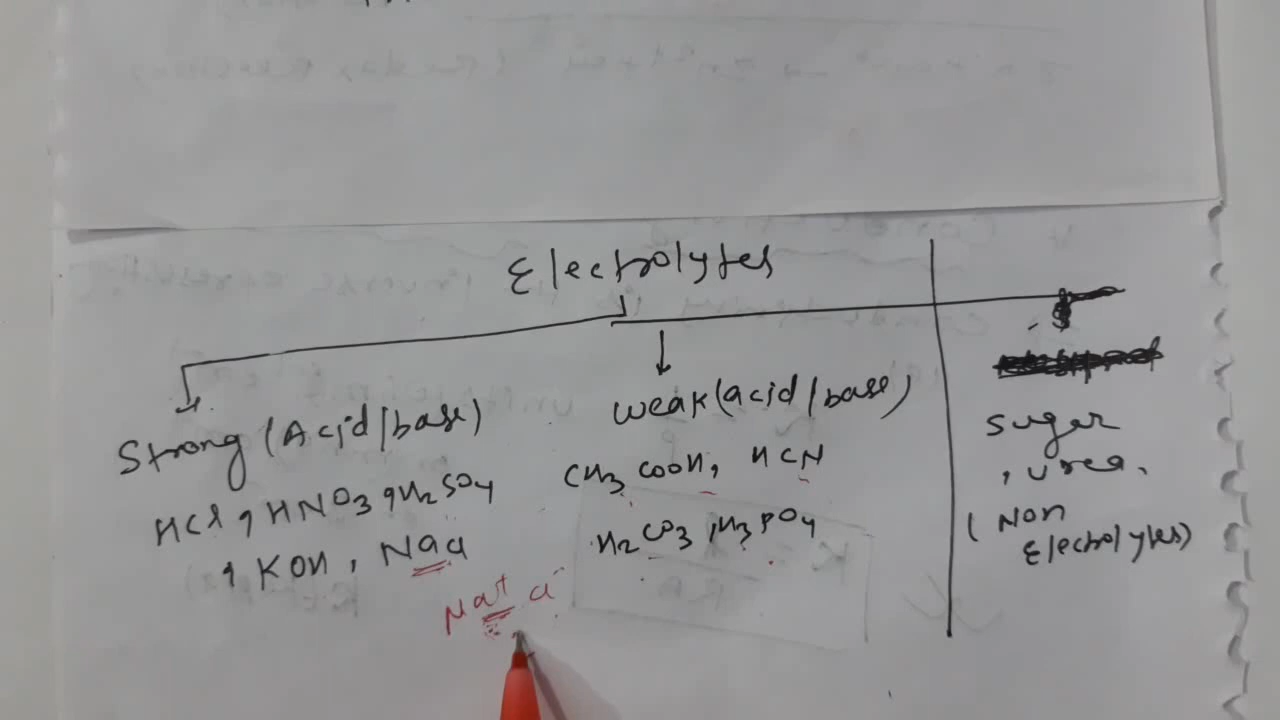 Electrolytes
Strong (Acid/base)
HCl, HNO3, H2SO4
, KOH, NaCl
Na+ Cl-
Weak (acid/base)
CH3COOH, HCN
H2CO3, H3PO4
Sugar
, urea.
(Non
Electrolytes)